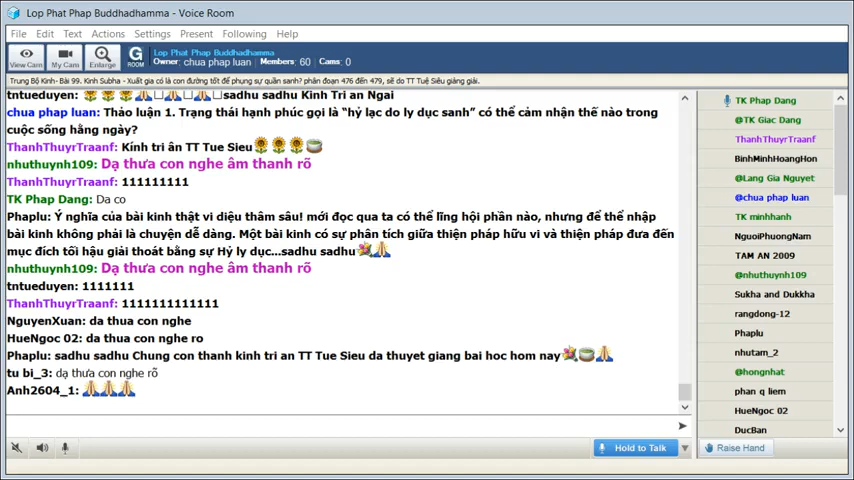 Lop Phat Phap Buddhadhamma - Voice Room
File Edit Text Actions Settings Present Following Help
View Cam
My Cam
Enlarge
G
ROOM
Lop Phat Phap Buddhadhamma
Owner: chua phap luan Members: 60 Cams: 0
Trung Bộ Kinh- Bài 99. Kinh Subha - Xuất gia có là con đường tốt để phụng sự quần sanh? phân đoạn 476 đến 479, sẽ do TT Tuệ Siêu giảng giải.
tntueduyen: sadhu sadhu Kinh Tri an Ngai
chua phap luan: Thảo luận 1. Trạng thái hạnh phúc gọi là “hỷ lạc do ly dục sanh” có thể cảm nhận thế nào trong
cuộc sống hằng ngày?
ThanhThuyrTraanf: Kính tri ân TT Tue Sieu
nhuthuynh109: Dạ thưa con nghe âm thanh rõ
ThanhThuyrTraanf: 111111111
TK Phap Dang: Da co
Phaplu: Ý nghĩa của bài kinh thật vi diệu thâm sâu! mới đọc qua ta có thể lĩng hội phần nào, nhưng để thể nhập
bài kinh không phải là chuyện dễ dàng. Một bài kinh có sự phân tích giữa thiện pháp hữu vi và thiện pháp đưa đến
mục đích tối hậu giải thoát bằng sự Hỷ ly dục...sadhu sadhu
nhuthuynh109: Dạ thưa con nghe âm thanh rõ
tntueduyen: 1111111
ThanhThuyrTraanf: 1111111111111
NguyenXuan: da thua con nghe
HueNgoc 02: da thua con nghe ro
Phaplu: sadhu sadhu Chung con thanh kinh tri an TT Tue Sieu da thuyet giang bai hoc hom nay
tu bi_3: dạ thưa con nghe rõ
Anh2604_1:
TK Phap Dang
@TK Giac Dang
ThanhThuyrTraanf
BinhMinhHoangHon
@Lang Gia Nguyet
@chua phap luan
TK minhhanh
NguoiPhuongNam
TAM AN 2009
@nhuthuynh109
Sukha and Dukkha
rangdong-12
Phaplu
nhutam_2
@hongnhat
phan q liem
HueNgoc 02
DucBan
Hold to Talk
Raise Hand